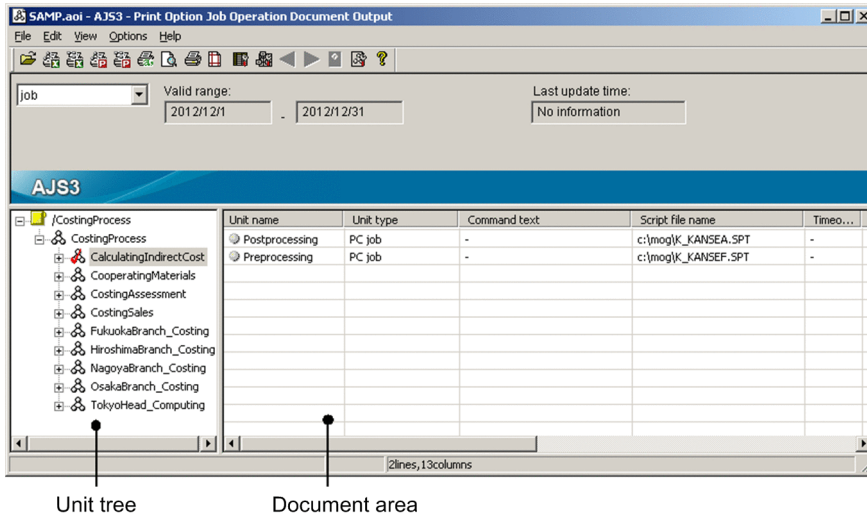 SAMP.aoi - AJS3 - Print Option Job Operation Document Output
File Edit View Options Help
job
Valid range:
2012/12/1 - 2012/12/31
Last update time:
No information
AJS3
/CostingProcess
CostingProcess
CalculatingIndirectCost
CooperatingMaterials
CostingAssessment
CostingSales
FukuokaBranch_Costing
HiroshimaBranch_Costing
NagoyaBranch_Costing
OsakaBranch_Costing
TokyoHead_Computing
Unit name Unit type Command text Script file name Timeo...
Postprocessing PC job - c:\mog\K_KANSEA.SPT -
Preprocessing PC job - c:\mog\K_KANSEF.SPT -
2lines,13columns
Unit tree
Document area